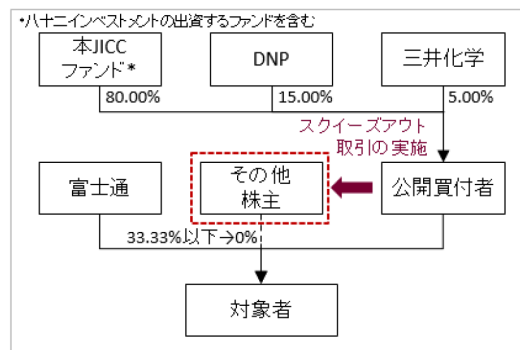 *八十二インベストメントの出資するファンドを含む
本JICC
ファンド*
DNP
三井化学
80.00%
15.00%
5.00%
スクイーズアウト
取引の実施
富士通
その他
株主
公開買付者
33.33%以下→0%
対象者